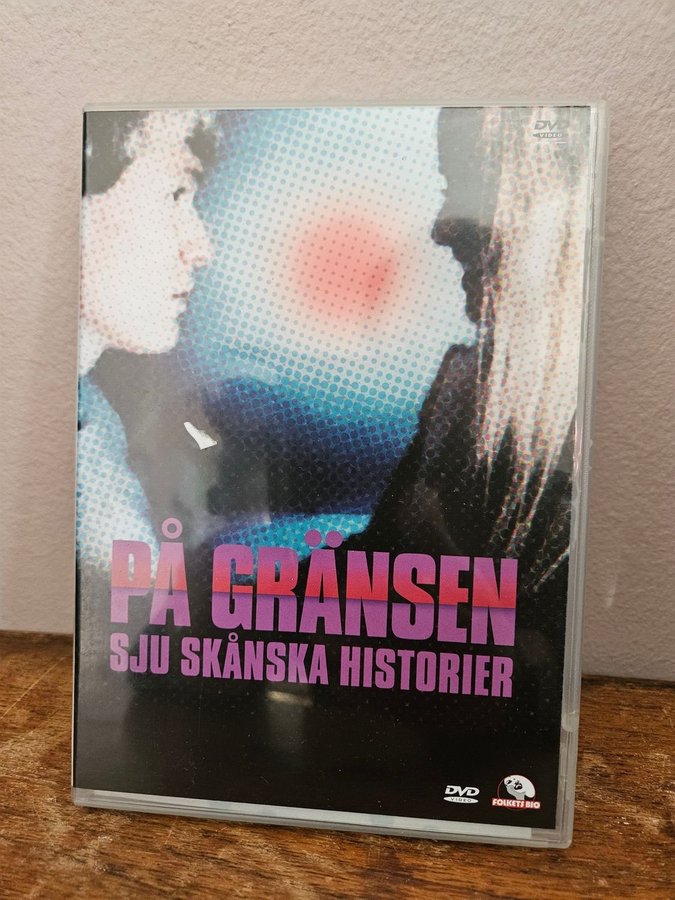 DVD
VIDEO
PÅ GRÄNSEN
SJU SKÅNSKA HISTORIER
DVD
VIDEO
FOLKETS BIO